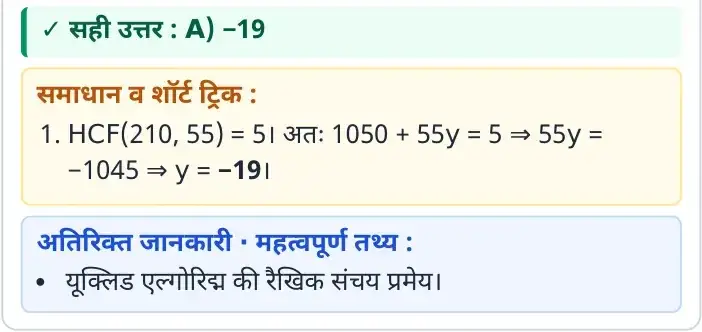 ✓ सही उत्तर : A) −19
समाधान व शॉर्ट ट्रिक :
1. HCF(210, 55) = 5। अतः 1050 + 55y = 5 ⇒ 55y =
−1045 ⇒ y = −19।
अतिरिक्त जानकारी · महत्वपूर्ण तथ्य :
• यूक्लिड एल्गोरिद्म की रैखिक संचय प्रमेय।